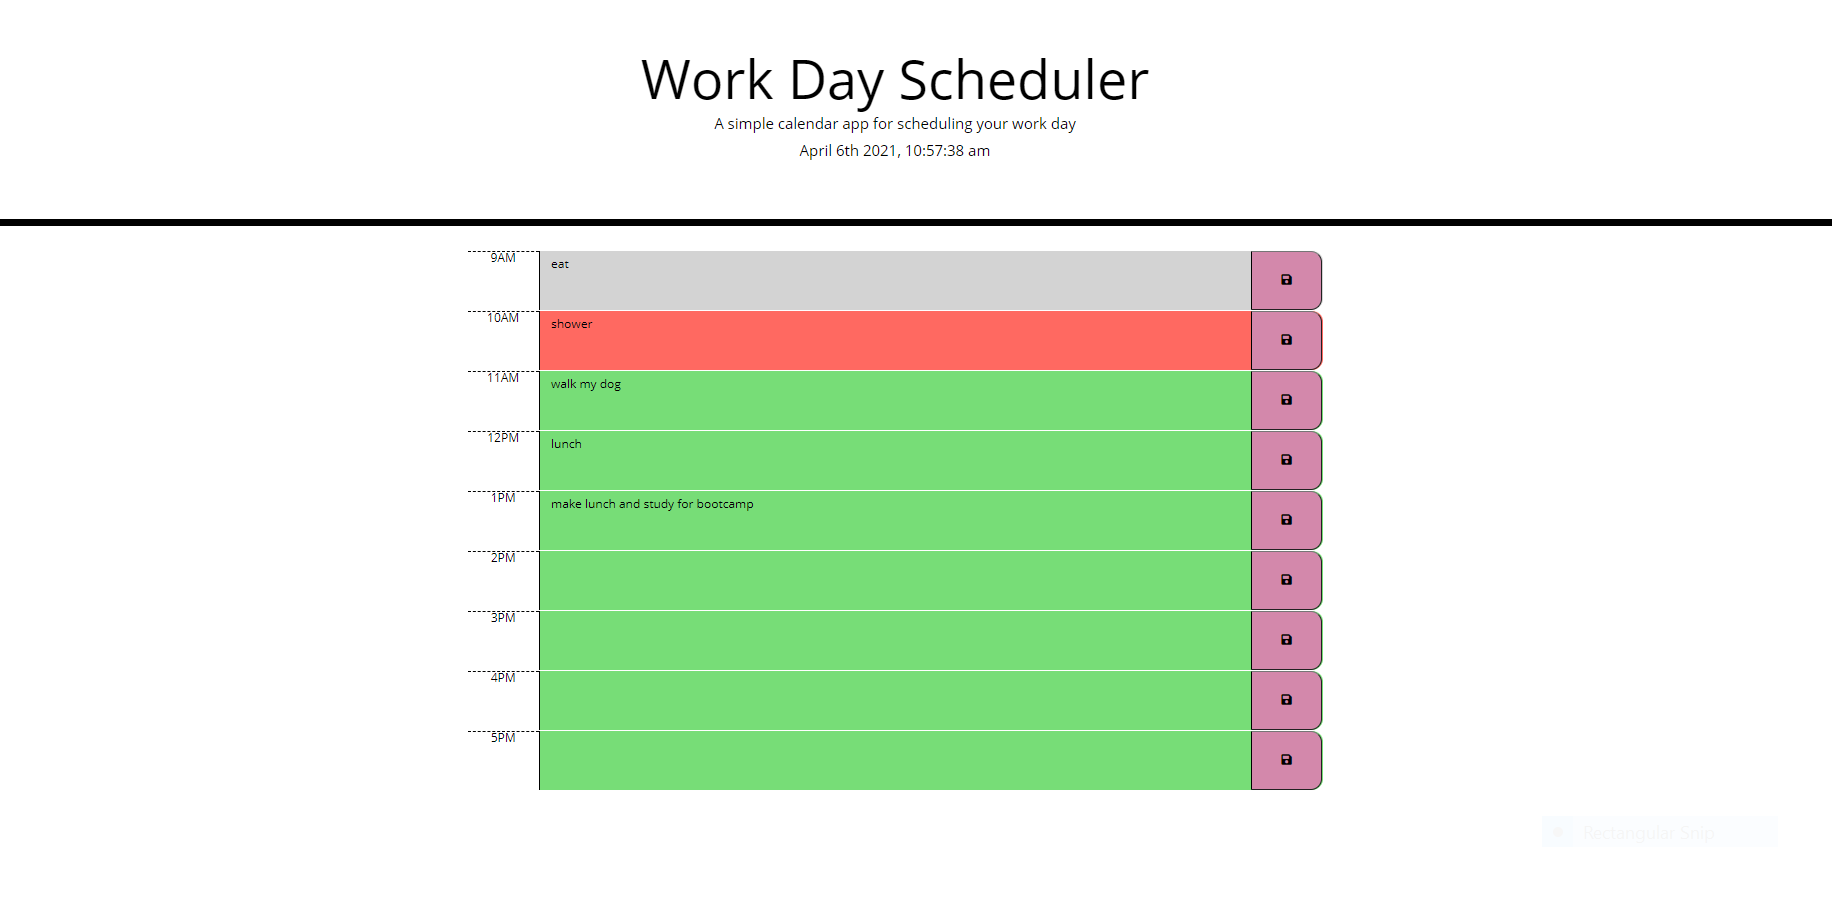 Work Day Scheduler
A simple calendar app for scheduling your work day
April 6th 2021, 10:57:38 am
9AM eat
10AM shower
11AM walk my dog
12PM lunch
1PM make lunch and study for bootcamp
2PM
3PM
4PM
5PM
Rectangular Snip